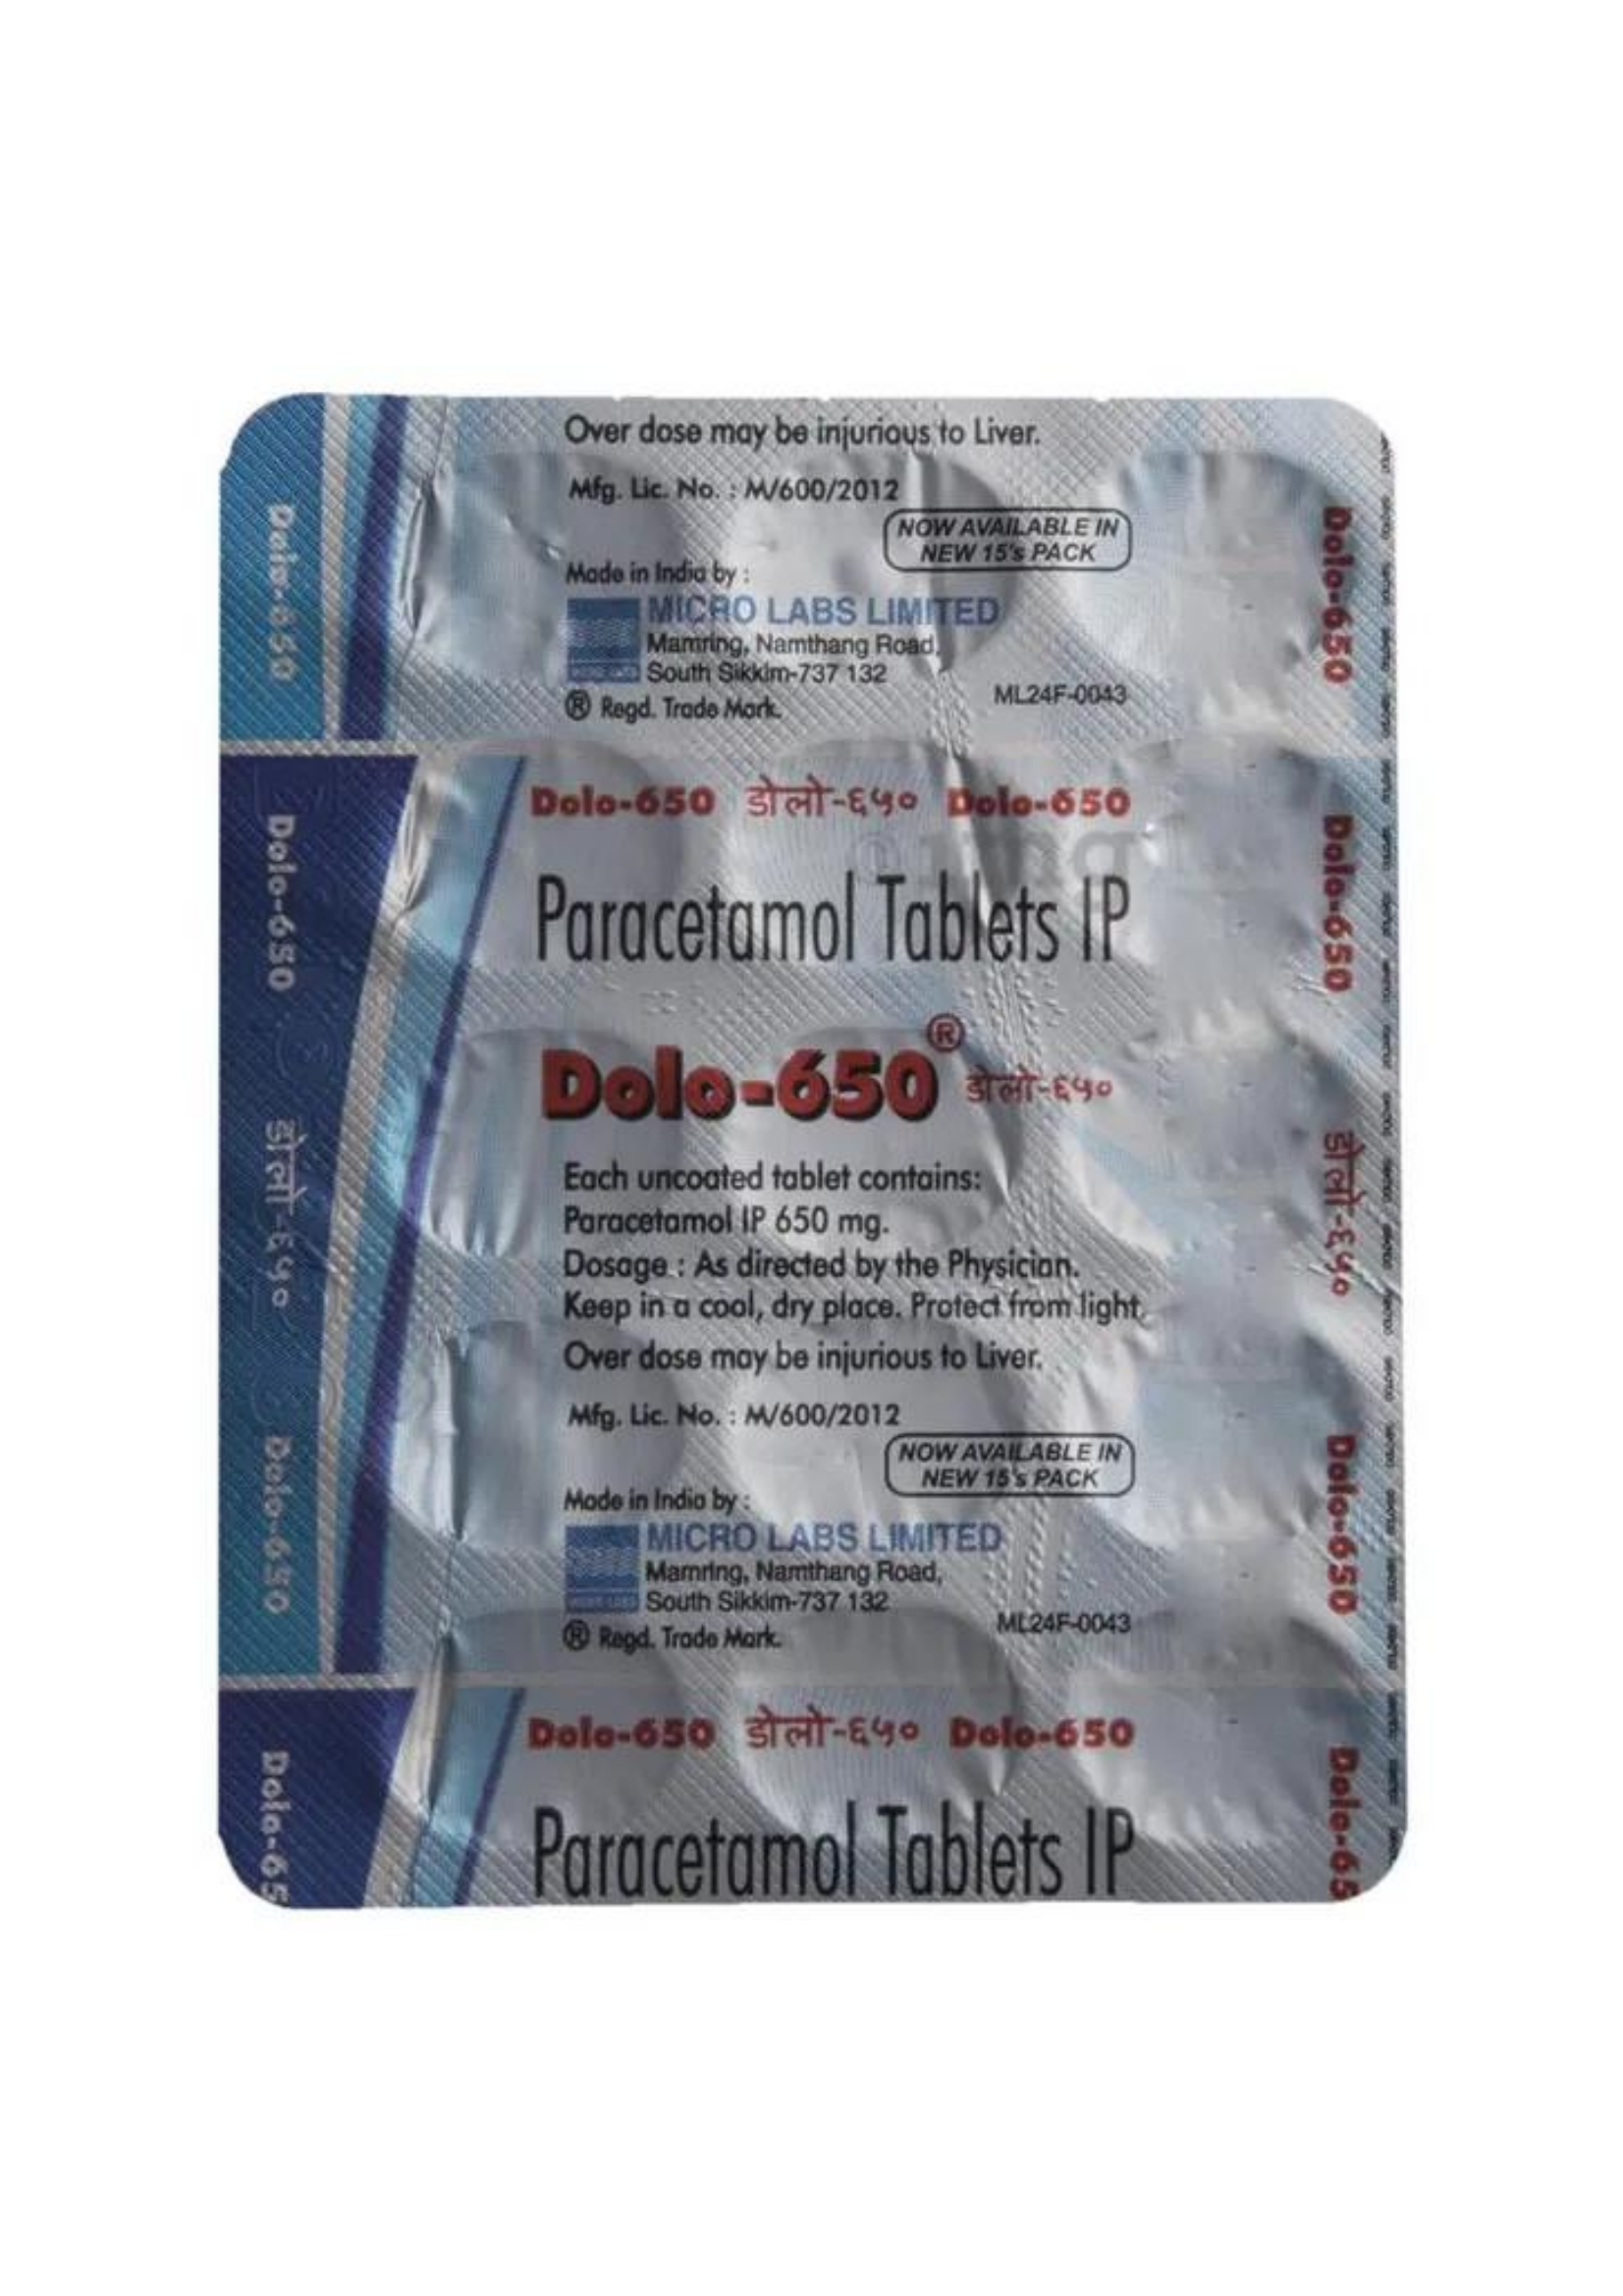 Over dose may be injurious to Liver.
Mfg. Lic. No. : M/600/2012
NOW AVAILABLE IN
NEW 15's PACK
Made in India by :
MICRO LABS LIMITED
Mamring, Namthang Road,
South Sikkim-737 132
® Regd. Trade Mark.
ML24F-0043
Dolo-650 डोलो-६५० Dolo-650
Paracetamol Tablets IP
Dolo-650® डोलो-६५०
Each uncoated tablet contains:
Paracetamol IP 650 mg.
Dosage : As directed by the Physician.
Keep in a cool, dry place. Protect from light.
Over dose may be injurious to Liver.
Mfg. Lic. No. : M/600/2012
NOW AVAILABLE IN
NEW 15's PACK
Made in India by :
MICRO LABS LIMITED
Mamring, Namthang Road,
South Sikkim-737 132
® Regd. Trade Mark.
ML24F-0043
Dolo-650 डोलो-६५० Dolo-650
Paracetamol Tablets IP
Dolo-650
Dolo-650
डोलो-६५०
Dolo-650
Dolo-65
Dolo-650
Dolo-650
डोलो-६५०
Dolo-650
Dolo-65